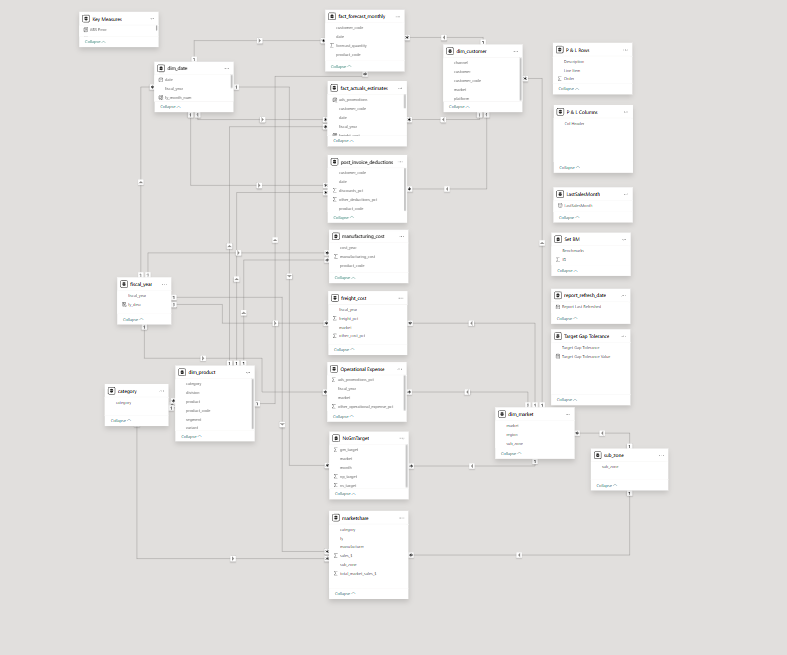 Key Measures
Collapse
fact_forecast_monthly
customer_code
date
forecast_quantity
product_code
Collapse
dim_customer
channel
customer
customer_code
market
platform
Collapse
P & L Rows
Description
Line Item
Order
Collapse
dim_date
date
fiscal_year
fy_month_num
Collapse
fact_actuals_estimates
customer_code
date
fiscal_year
Collapse
P & L Columns
Col Header
Collapse
post_invoice_deductions
customer_code
date
discounts_pct
other_deductions_pct
product_code
Collapse
LastSalesMonth
LastSalesMonth
Collapse
manufacturing_cost
cost_year
manufacturing_cost
product_code
Collapse
Set BM
Benchmarks
ID
Collapse
fiscal_year
fiscal_year
fy_desc
Collapse
freight_cost
fiscal_year
freight_pct
market
other_cost_pct
Collapse
report_refresh_date
Report Last Refreshed
Collapse
Target Gap Tolerance
Target Gap Tolerance
Target Gap Tolerance Value
Collapse
dim_product
category
division
product
product_code
segment
variant
Collapse
Operational Expense
ads_promotions_pct
fiscal_year
market
other_operational_expense_pct
Collapse
category
category
Collapse
dim_market
market
region
sub_zone
Collapse
NsGmTarget
gm_target
market
month
np_target
ns_target
Collapse
sub_zone
sub_zone
Collapse
marketshare
category
fy
manufacturer
sales_$
sub_zone
total_market_sales_$
Collapse